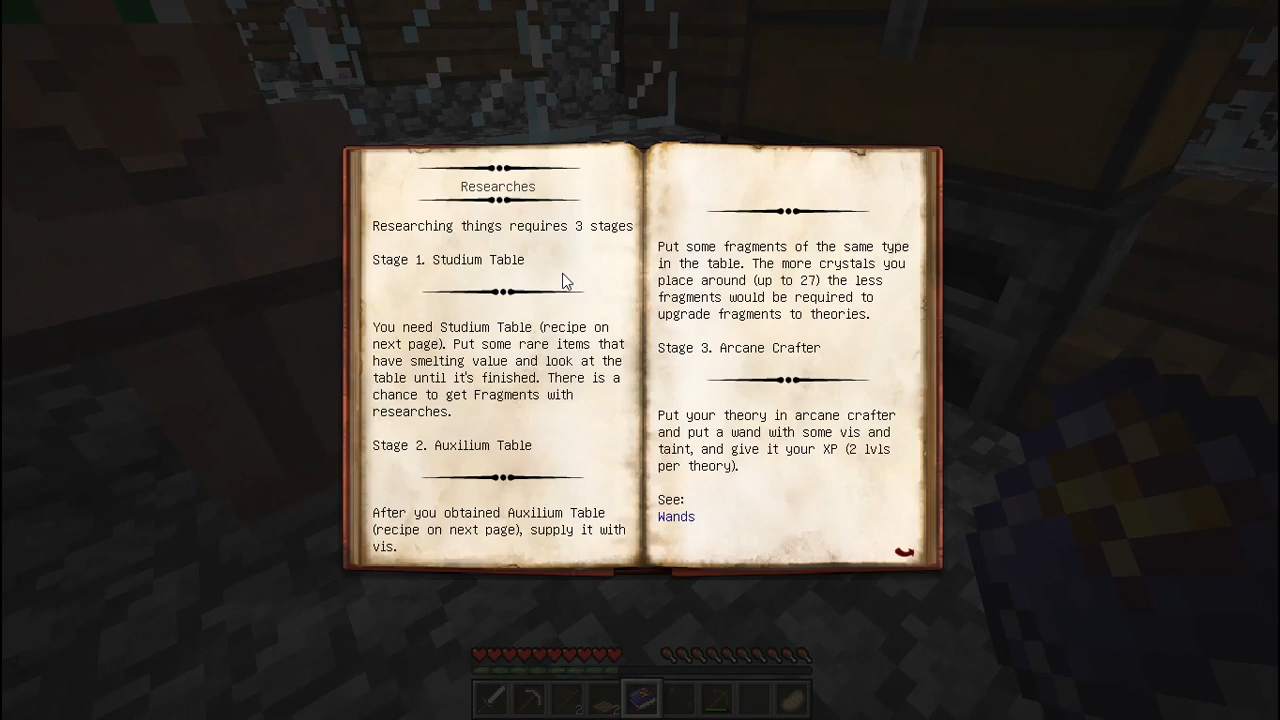 Researches
Researching things requires 3 stages
Stage 1. Studium Table
You need Studium Table (recipe on
next page). Put some rare items that
have smelting value and look at the
table until it's finished. There is a
chance to get Fragments with
researches.
Stage 2. Auxilium Table
After you obtained Auxilium Table
(recipe on next page), supply it with
vis.
Put some fragments of the same type
in the table. The more crystals you
place around (up to 27) the less
fragments would be required to
upgrade fragments to theories.
Stage 3. Arcane Crafter
Put your theory in arcane crafter
and put a wand with some vis and
taint, and give it your XP (2 lvls
per theory).
See:
Wands
2
2